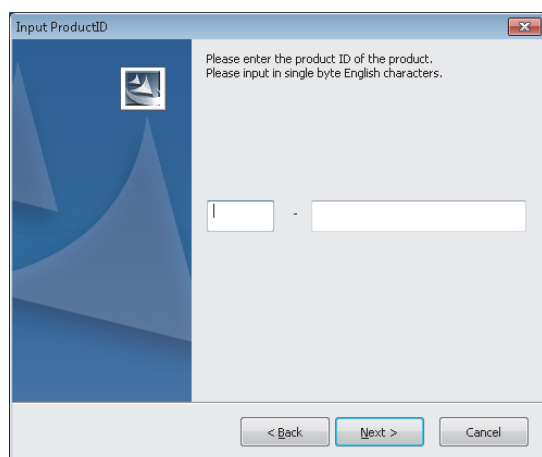 Input ProductID
Please enter the product ID of the product.
Please input in single byte English characters.
-
< Back Next > Cancel